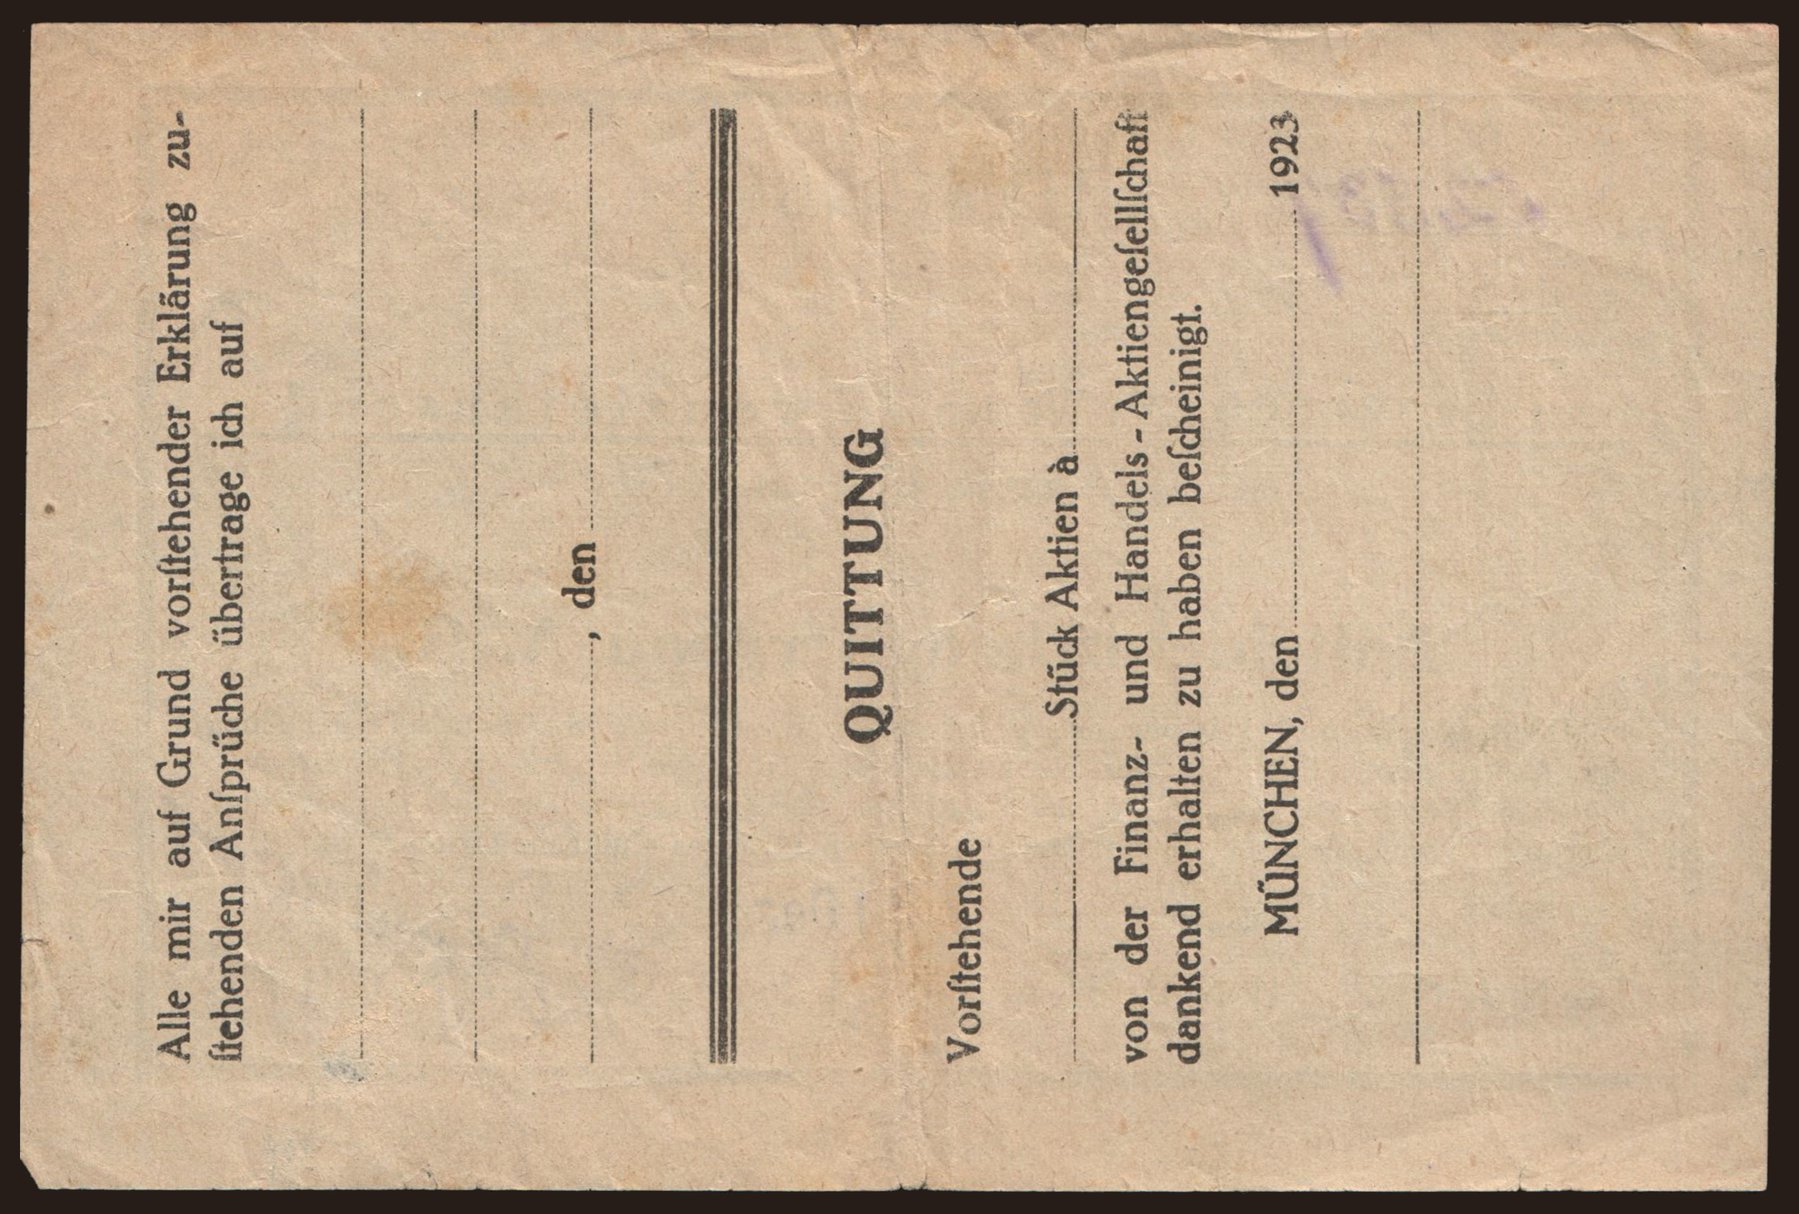 Alle mir auf Grund vorſtehender Erklärung zu-
ſtehenden Anſprüche übertrage ich auf
, den
QUITTUNG
Vorſtehende
Stück Aktien à
von der Finanz- und Handels-Aktiengeſellſchaft
dankend erhalten zu haben beſcheinigt.
MÜNCHEN, den 1923